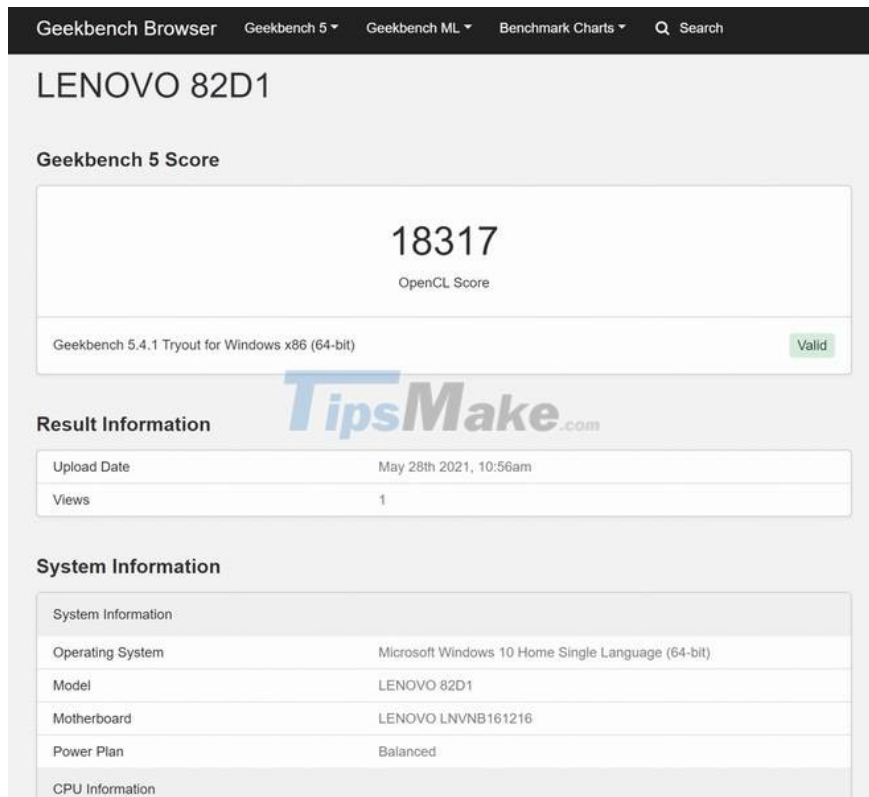 Geekbench Browser Geekbench 5 Geekbench ML Benchmark Charts Search
LENOVO 82D1
Geekbench 5 Score
18317
OpenCL Score
Geekbench 5.4.1 Tryout for Windows x86 (64-bit) Valid
TipsMake.com
Result Information
Upload Date May 28th 2021, 10:56am
Views 1
System Information
System Information
Operating System Microsoft Windows 10 Home Single Language (64-bit)
Model LENOVO 82D1
Motherboard LENOVO LNVNB161216
Power Plan Balanced
CPU Information